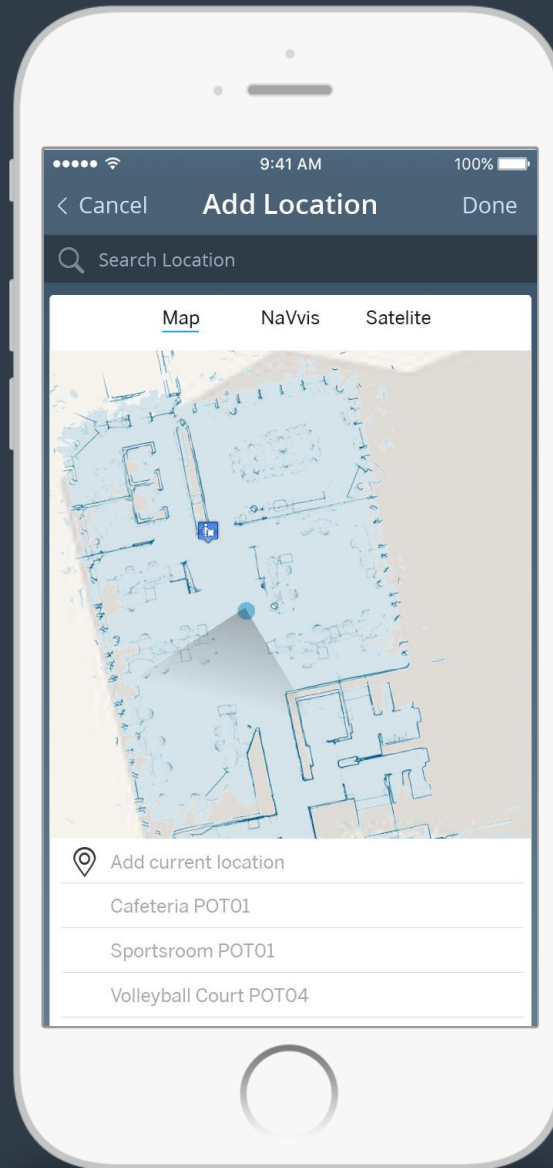 9:41 AM 100%
Cancel Add Location Done
Search Location
Map NaVvis Satelite
Add current location
Cafeteria POT01
Sportsroom POT01
Volleyball Court POT04